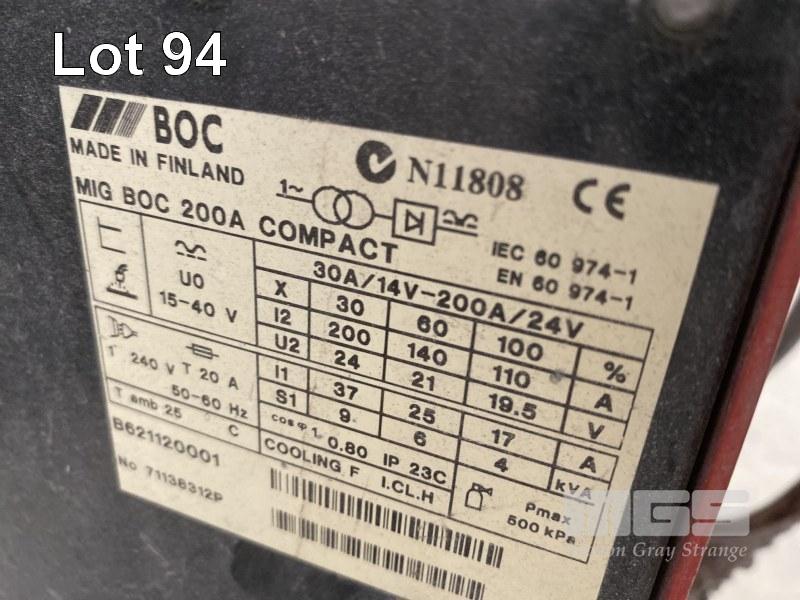 Lot 94
BOC
MADE IN FINLAND
N11808
CE
MIG BOC 200A COMPACT
1~
IEC 60 974-1
EN 60 974-1
U0
15-40 V
30A/14V-200A/24V
X 30 60 100 %
I2 200 140 110 A
U2 24 21 19.5 V
I1 37 25 17 A
S1 9 6 4 kVA
1~ 240 V T 20 A
50-60 Hz
T amb 25 C
cos φ 1 0.80 IP 23C
COOLING F I.CL.H
Pmax
500 kPa
B621120001
No 71138312P
MGS
Gray Strange